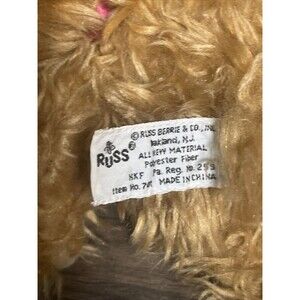 © RUSS BERRIE & CO., INC.
Oakland, N.J.
RUSS
ALL NEW MATERIAL
Polyester Fiber
Pa. Reg. No.
MADE IN CHINA
Item No.